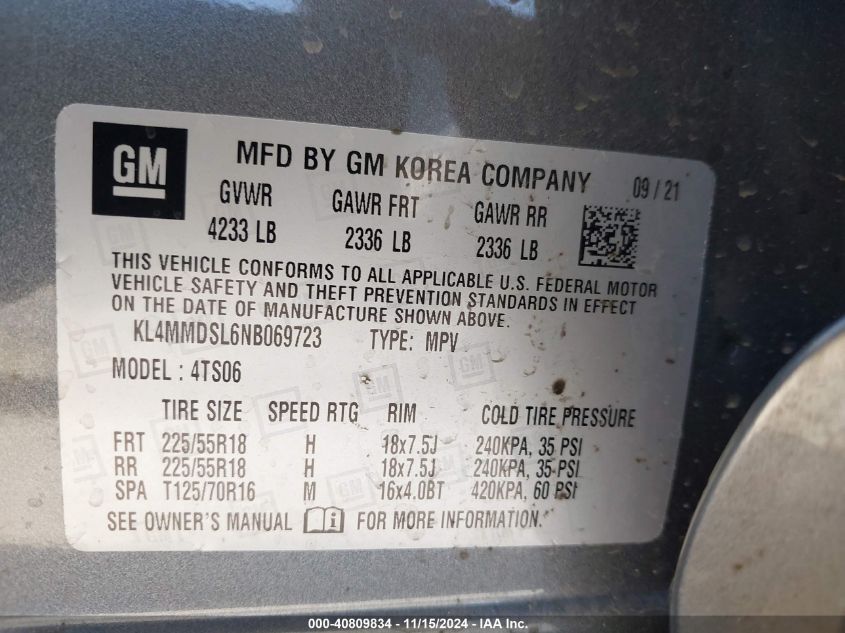 GM
MFD BY GM KOREA COMPANY 09 / 21
GVWR GAWR FRT GAWR RR
4233 LB 2336 LB 2336 LB
THIS VEHICLE CONFORMS TO ALL APPLICABLE U.S. FEDERAL MOTOR
VEHICLE SAFETY AND THEFT PREVENTION STANDARDS IN EFFECT
ON THE DATE OF MANUFACTURE SHOWN ABOVE.
KL4MMDSL6NB069723 TYPE: MPV
MODEL : 4TS06
TIRE SIZE SPEED RTG RIM COLD TIRE PRESSURE
FRT 225/55R18 H 18x7.5J 240KPA, 35 PSI
RR 225/55R18 H 18x7.5J 240KPA, 35 PSI
SPA T125/70R16 M 16x4.0BT 420KPA, 60 PSI
SEE OWNER'S MANUAL FOR MORE INFORMATION.
000-40809834 - 11/15/2024 - IAA Inc.